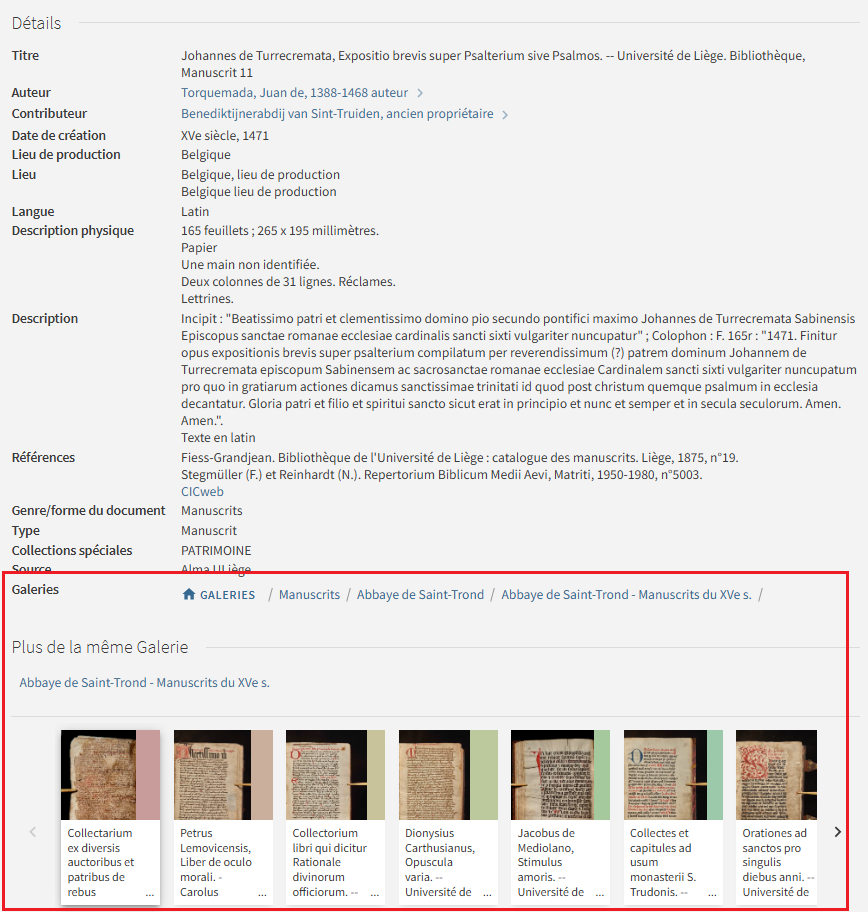 Détails
Titre Johannes de Turrecremata, Expositio brevis super Psalterium sive Psalmos. -- Université de Liège. Bibliothèque,
Manuscrit 11
Auteur Torquemada, Juan de, 1388-1468 auteur
Contributeur Benediktijnerabdij van Sint-Truiden, ancien propriétaire
Date de création XVe siècle, 1471
Lieu de production Belgique
Lieu Belgique, lieu de production
Belgique lieu de production
Langue Latin
Description physique 165 feuillets ; 265 x 195 millimètres.
Papier
Une main non identifiée.
Deux colonnes de 31 lignes. Réclames.
Lettrines.
Description Incipit : "Beatissimo patri et clementissimo domino pio secundo pontifici maximo Johannes de Turrecremata Sabinensis
Episcopus sanctae romanae ecclesiae cardinalis sancti sixti vulgariter nuncupatur" ; Colophon : F. 165r : "1471. Finitur
opus expositionis brevis super psalterium compilatum per reverendissimum (?) patrem dominum Johannem de
Turrecremata episcopum Sabinensem ac sacrosanctae romanae ecclesiae Cardinalem sancti sixti vulgariter nuncupatum
pro quo in gratiarum actiones dicamus sanctissimae trinitati id quod post christum quemque psalmum in ecclesia
decantatur. Gloria patri et filio et spiritui sancto sicut erat in principio et nunc et semper et in secula seculorum. Amen.
Amen.".
Texte en latin
Références Fiess-Grandjean. Bibliothèque de l'Université de Liège : catalogue des manuscrits. Liège, 1875, n°19.
Stegmüller (F.) et Reinhardt (N.). Repertorium Biblicum Medii Aevi, Matriti, 1950-1980, n°5003.
CICweb
Genre/forme du document Manuscrits
Type Manuscrit
Collections spéciales PATRIMOINE
Source Alma ULiège
Galeries GALERIES / Manuscrits / Abbaye de Saint-Trond / Abbaye de Saint-Trond - Manuscrits du XVe s. /
Plus de la même Galerie
Abbaye de Saint-Trond - Manuscrits du XVe s.
Collectarium
ex diversis
auctoribus et
patribus de
rebus ...
Petrus
Lemovicensis,
Liber de oculo
morali. -
Carolus ...
Collectorium
libri qui dicitur
Rationale
divinorum
officiorum. -- ...
Dionysius
Carthusianus,
Opuscula
varia. --
Université de ...
Jacobus de
Mediolano,
Stimulus
amoris. --
Université de ...
Collectes et
capitules ad
usum
monasterii S.
Trudonis. -- ...
Orationes ad
sanctos pro
singulis
diebus anni. --
Université de